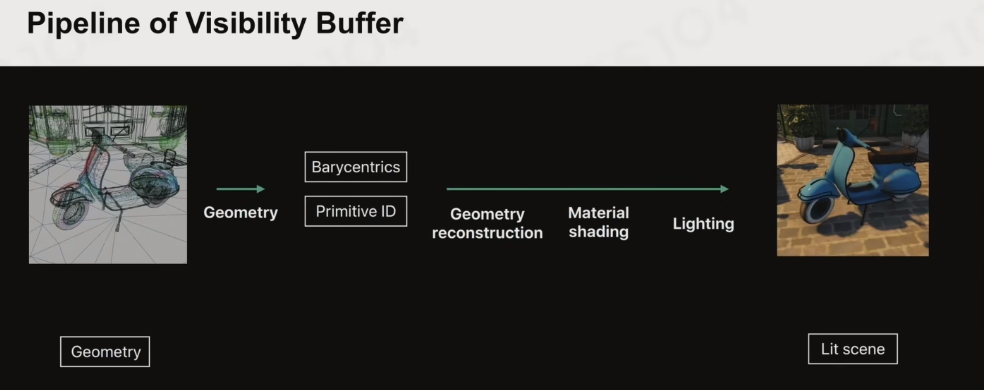 Pipeline of Visibility Buffer
Barycentrics
Primitive ID
Geometry
Geometry
reconstruction
Material
shading
Lighting
Geometry
Lit scene